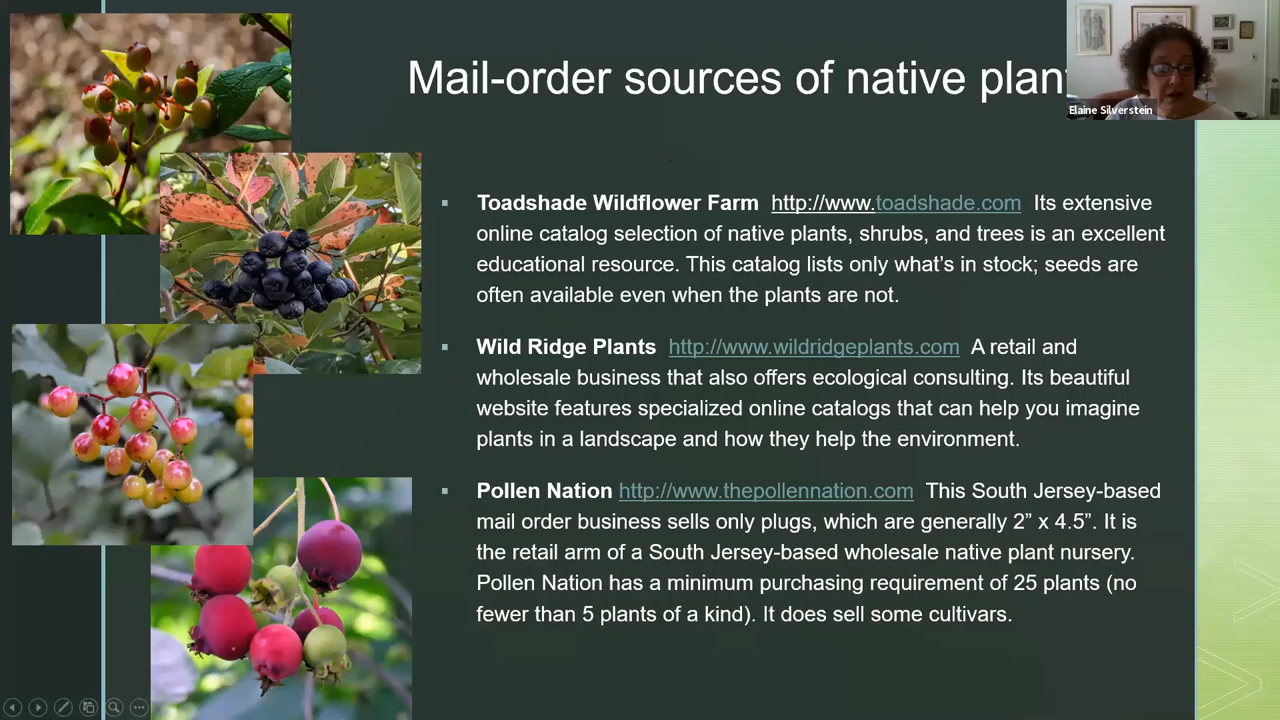 Mail-order sources of native plant
Elaine Silverstein
▪ Toadshade Wildflower Farm http://www.toadshade.com Its extensive
online catalog selection of native plants, shrubs, and trees is an excellent
educational resource. This catalog lists only what’s in stock; seeds are
often available even when the plants are not.
▪ Wild Ridge Plants http://www.wildridgeplants.com A retail and
wholesale business that also offers ecological consulting. Its beautiful
website features specialized online catalogs that can help you imagine
plants in a landscape and how they help the environment.
▪ Pollen Nation http://www.thepollennation.com This South Jersey-based
mail order business sells only plugs, which are generally 2” x 4.5”. It is
the retail arm of a South Jersey-based wholesale native plant nursery.
Pollen Nation has a minimum purchasing requirement of 25 plants (no
fewer than 5 plants of a kind). It does sell some cultivars.